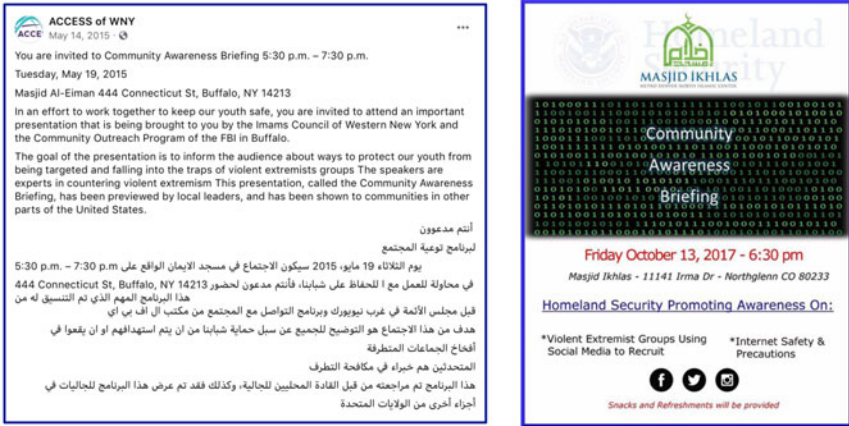 ACCESS of WNY
ACCE
May 14, 2015
You are invited to Community Awareness Briefing 5:30 p.m. – 7:30 p.m.
Tuesday, May 19, 2015
Masjid Al-Eiman 444 Connecticut St, Buffalo, NY 14213
In an effort to work together to keep our youth safe, you are invited to attend an important
presentation that is being brought to you by the Imams Council of Western New York and
the Community Outreach Program of the FBI in Buffalo.
The goal of the presentation is to inform the audience about ways to protect our youth from
being targeted and falling into the traps of violent extremists groups The speakers are
experts in countering violent extremism This presentation, called the Community Awareness
Briefing, has been previewed by local leaders, and has been shown to communities in other
parts of the United States.
أنتم مدعوون
لبرنامج توعية المجتمع
يوم الثلاثاء 19 مايو، 2015 سيكون الاجتماع في مسجد الايمان الواقع على 5:30 p.m. – 7:30 p.m
في محاولة للعمل مع ا للحفاظ على شبابنا، فأنتم مدعون لحضور 444 Connecticut St, Buffalo, NY 14213
هذا البرنامج المهم الذي تم التنسيق له من
قبل مجلس الأئمة في غرب نيويورك وبرنامج التواصل مع المجتمع من مكتب ال اف بي اي
هدف من هذا الاجتماع هو التوضيح للجميع عن سبل حماية شبابنا من ان يتم استهدافهم او ان يقعوا في
أفخاخ الجماعات المتطرفة
المتحدثين هم خبراء في مكافحة التطرف
هذا البرنامج تم مراجعته من قبل القادة المحليين للجالية، وكذلك فقد تم عرض هذا البرنامج للجاليات في
أجزاء أخرى من الولايات المتحدة
Homeland
Security
MASJID IKHLAS
METRO DENVER NORTH ISLAMIC CENTER
Community
Awareness
Briefing
Friday October 13, 2017 - 6:30 pm
Masjid Ikhlas - 11141 Irma Dr - Northglenn CO 80233
Homeland Security Promoting Awareness On:
*Violent Extremist Groups Using
Social Media to Recruit
*Internet Safety &
Precautions
Snacks and Refreshments will be provided